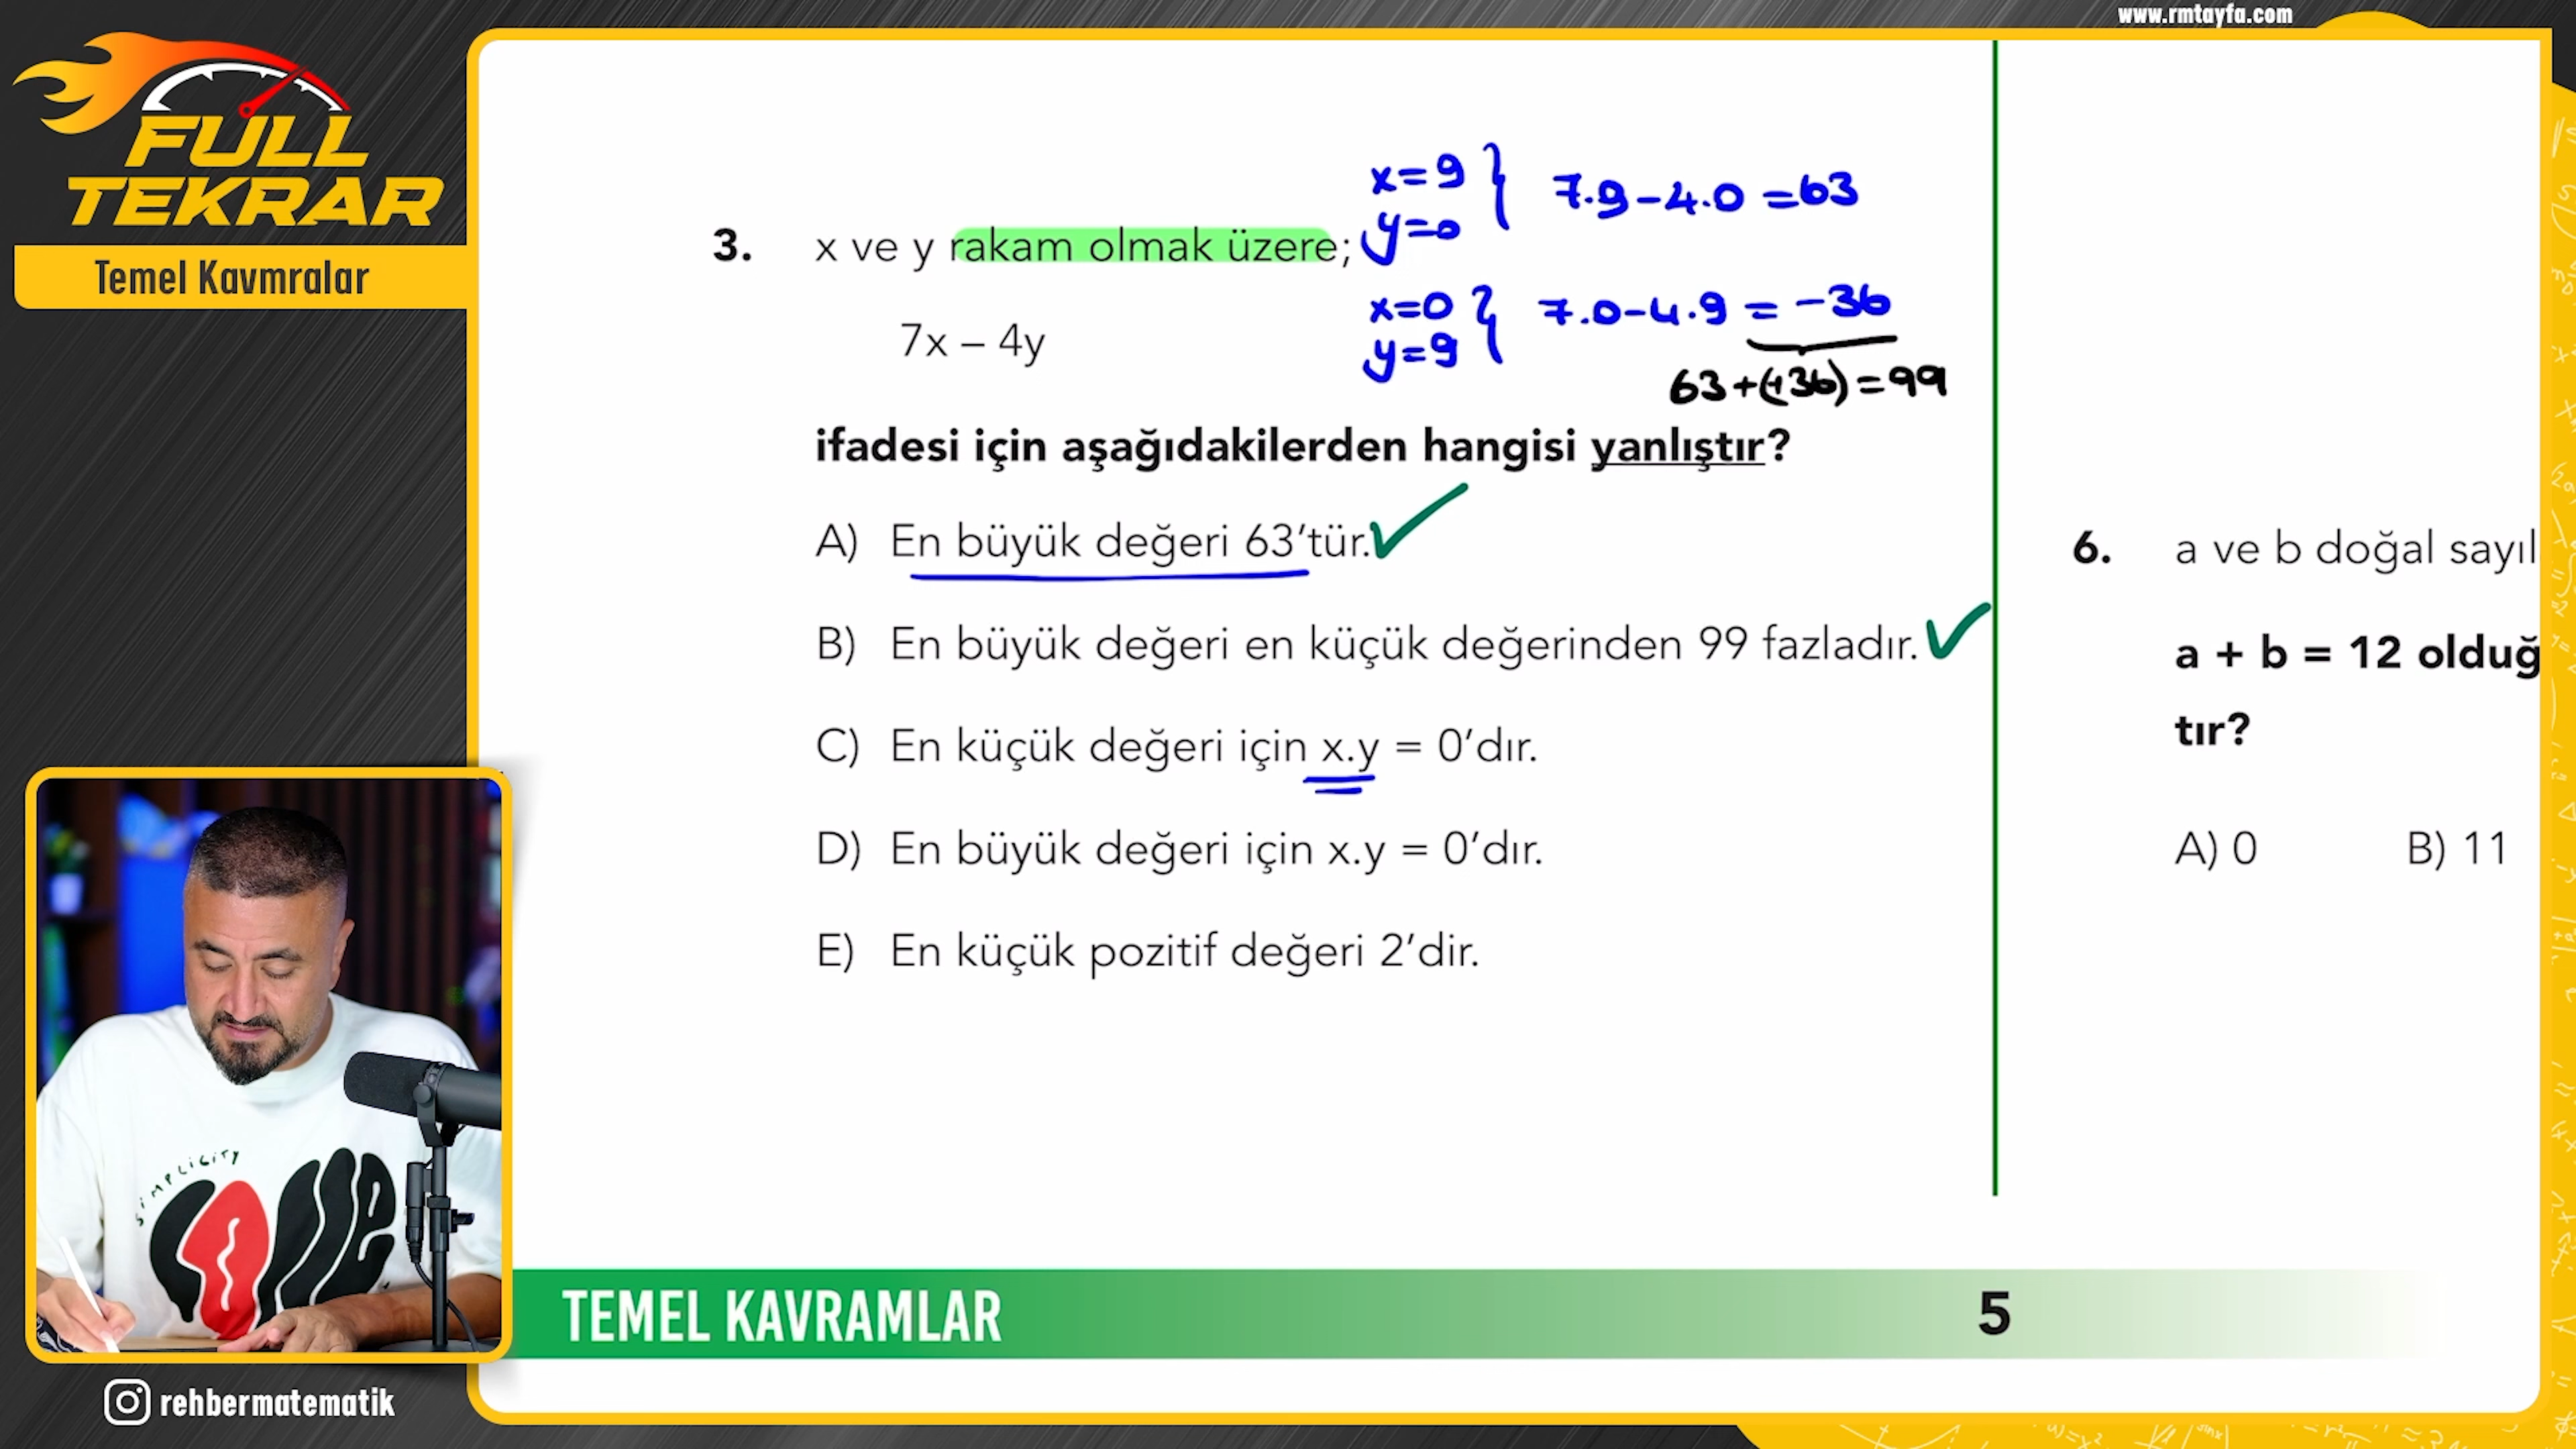 www.rmtayfa.com
FULL
TEKRAR
Temel Kavmralar
x=9
y=0
7.9-4.0=63
3. x ve y rakam olmak üzere;
x=0
y=9
7.0-4.9=-36
7x – 4y
63+(+36)=99
ifadesi için aşağıdakilerden hangisi yanlıştır?
A) En büyük değeri 63'tür.
B) En büyük değeri en küçük değerinden 99 fazladır.
C) En küçük değeri için x.y = 0'dır.
D) En büyük değeri için x.y = 0'dır.
E) En küçük pozitif değeri 2'dir.
6. a ve b doğal sayıl
a + b = 12 olduğ
tır?
A) 0 B) 11
simplicity
TEMEL KAVRAMLAR 5
rehbermatematik